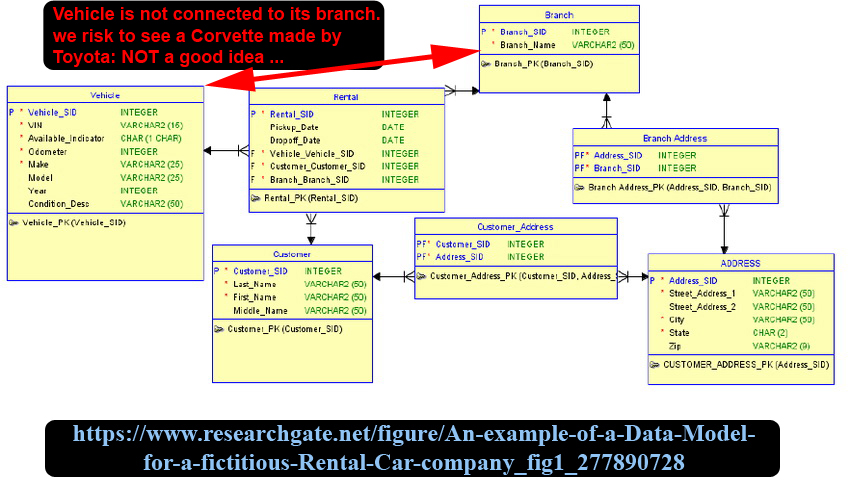 Vehicle is not connected to its branch.
we risk to see a Corvette made by
Toyota: NOT a good idea ...
Branch
P * Branch_SID INTEGER
* Branch_Name VARCHAR2 (50)
Branch_PK (Branch_SID)
Vehicle
P * Vehicle_SID INTEGER
* VIN VARCHAR2 (16)
* Available_Indicator CHAR (1 CHAR)
* Odometer INTEGER
* Make VARCHAR2 (25)
Model VARCHAR2 (25)
Year INTEGER
Condition_Desc VARCHAR2 (50)
Vehicle_PK (Vehicle_SID)
Rental
P * Rental_SID INTEGER
Pickup_Date DATE
Dropoff_Date DATE
F * Vehicle_Vehicle_SID INTEGER
F * Customer_Customer_SID INTEGER
F * Branch_Branch_SID INTEGER
Rental_PK (Rental_SID)
Branch Address
PF* Address_SID INTEGER
PF* Branch_SID INTEGER
Branch Address_PK (Address_SID, Branch_SID)
Customer
P * Customer_SID INTEGER
* Last_Name VARCHAR2 (50)
* First_Name VARCHAR2 (50)
Middle_Name VARCHAR2 (50)
Customer_PK (Customer_SID)
Customer_Address
PF* Customer_SID INTEGER
PF* Address_SID INTEGER
Customer_Address_PK (Customer_SID, Address_
ADDRESS
P * Address_SID INTEGER
* Street_Address_1 VARCHAR2 (50)
Street_Address_2 VARCHAR2 (50)
* City VARCHAR2 (50)
* State CHAR (2)
Zip VARCHAR2 (9)
CUSTOMER_ADDRESS_PK (Address_SID)
https://www.researchgate.net/figure/An-example-of-a-Data-Model-
for-a-fictitious-Rental-Car-company_fig1_277890728